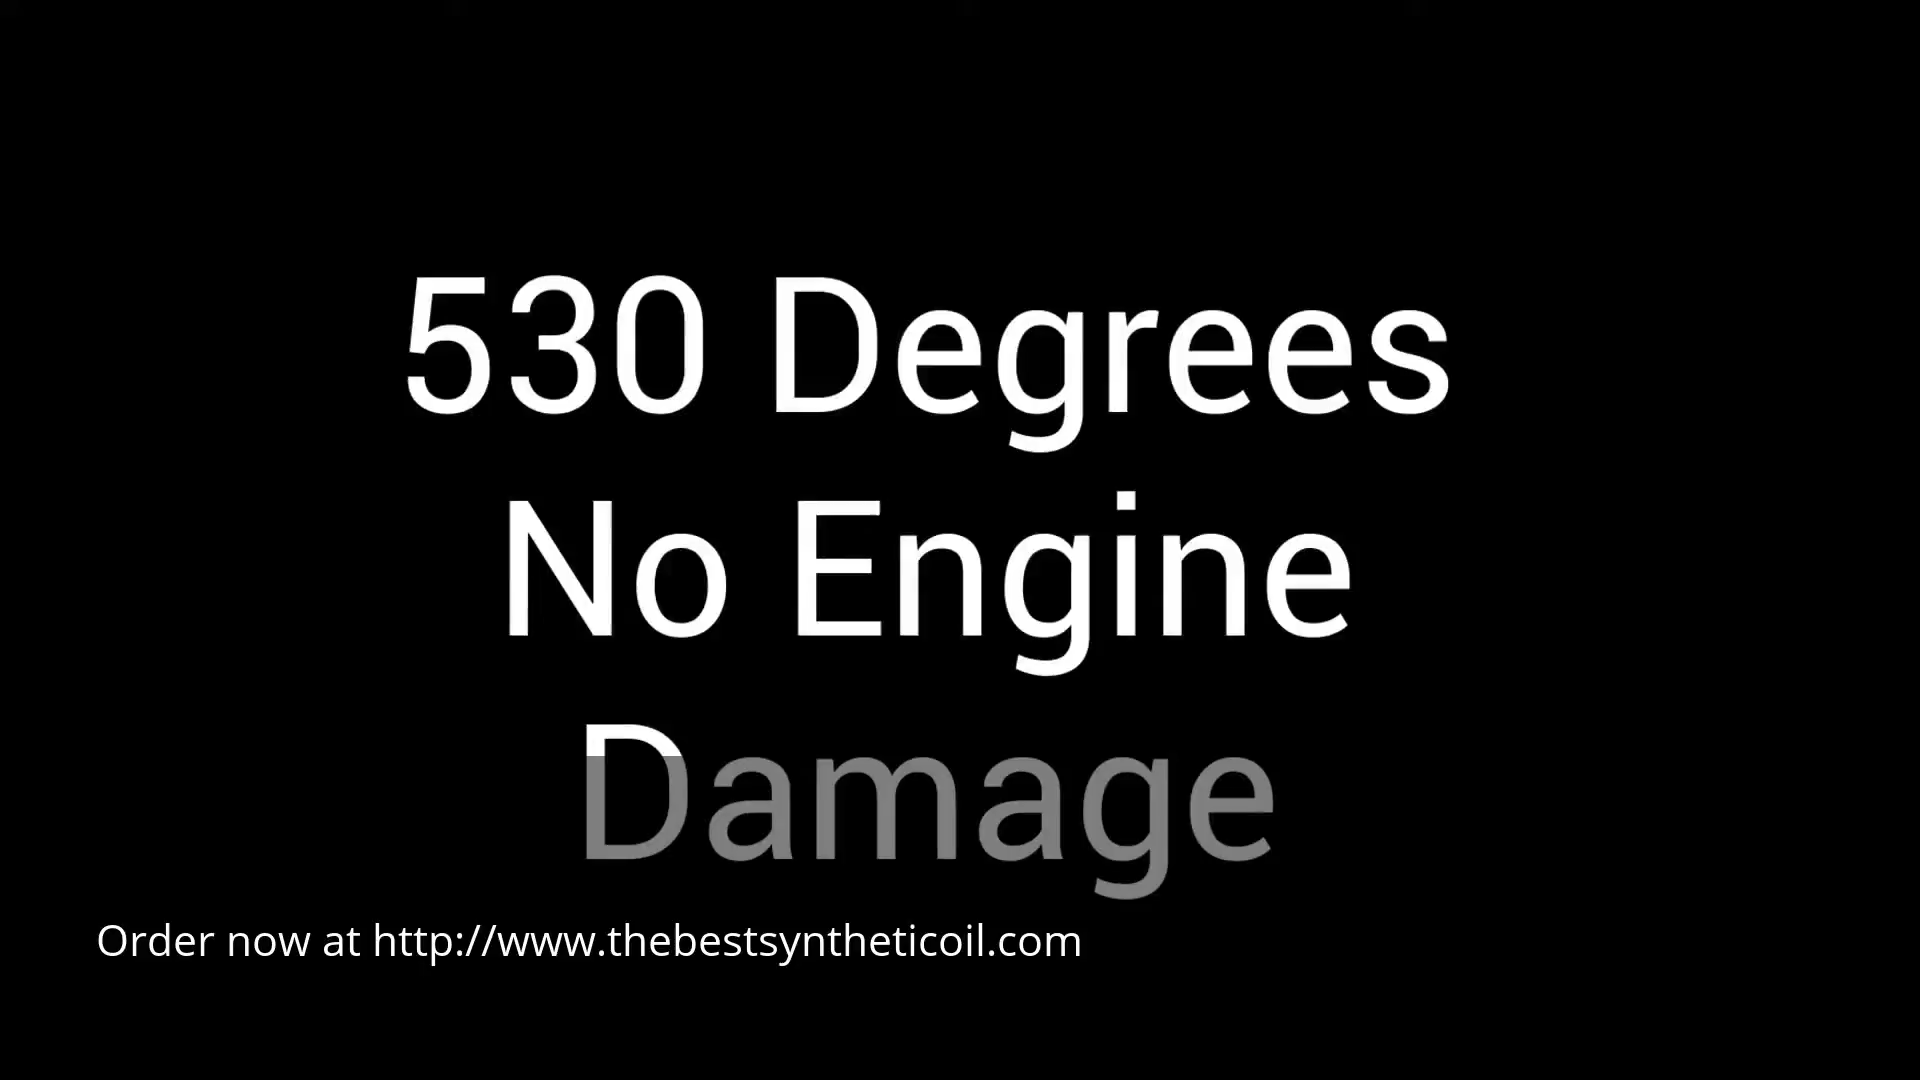 530 Degrees
No Engine
Damage
Order now at http://www.thebestsyntheticoil.com